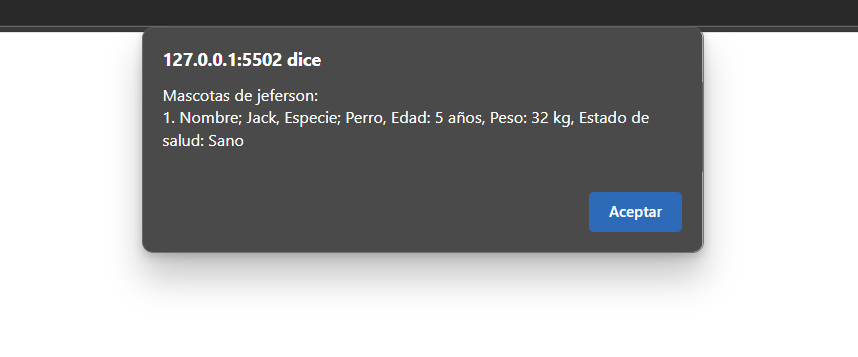 127.0.0.1:5502 dice
Mascotas de jeferson:
1. Nombre; Jack, Especie; Perro, Edad: 5 años, Peso: 32 kg, Estado de
salud: Sano
Aceptar